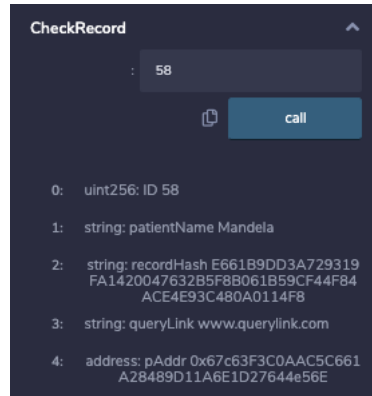 CheckRecord
: 58
call
0: uint256: ID 58
1: string: patientName Mandela
2: string: recordHash E661B9DD3A729319
FA1420047632B5F8B061B59CF44F84
ACE4E93C480A0114F8
3: string: queryLink www.querylink.com
4: address: pAddr 0x67c63F3C0AAC5C661
A28489D11A6E1D27644e56E